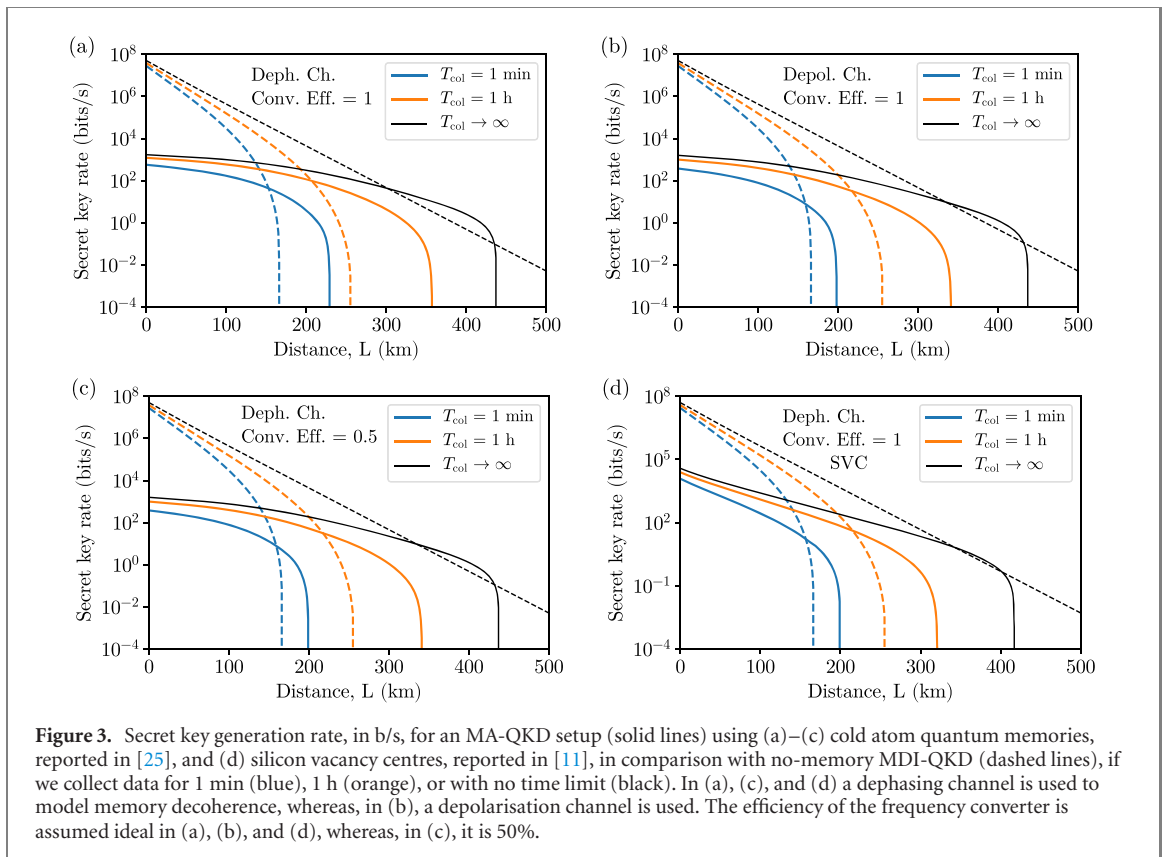 (a)
Deph. Ch.
Conv. Eff. = 1
T_col = 1 min
T_col = 1 h
T_col → ∞
Secret key rate (bits/s)
10^8
10^6
10^4
10^2
10^0
10^−2
10^−4
0 100 200 300 400 500
Distance, L (km)
(b)
Depol. Ch.
Conv. Eff. = 1
T_col = 1 min
T_col = 1 h
T_col → ∞
Secret key rate (bits/s)
10^8
10^6
10^4
10^2
10^0
10^−2
10^−4
0 100 200 300 400 500
Distance, L (km)
(c)
Deph. Ch.
Conv. Eff. = 0.5
T_col = 1 min
T_col = 1 h
T_col → ∞
Secret key rate (bits/s)
10^8
10^6
10^4
10^2
10^0
10^−2
10^−4
0 100 200 300 400 500
Distance, L (km)
(d)
Deph. Ch.
Conv. Eff. = 1
SVC
T_col = 1 min
T_col = 1 h
T_col → ∞
Secret key rate (bits/s)
10^8
10^5
10^2
10^−1
10^−4
0 100 200 300 400 500
Distance, L (km)
Figure 3. Secret key generation rate, in b/s, for an MA-QKD setup (solid lines) using (a)–(c) cold atom quantum memories,
reported in [25], and (d) silicon vacancy centres, reported in [11], in comparison with no-memory MDI-QKD (dashed lines), if
we collect data for 1 min (blue), 1 h (orange), or with no time limit (black). In (a), (c), and (d) a dephasing channel is used to
model memory decoherence, whereas, in (b), a depolarisation channel is used. The efficiency of the frequency converter is
assumed ideal in (a), (b), and (d), whereas, in (c), it is 50%.